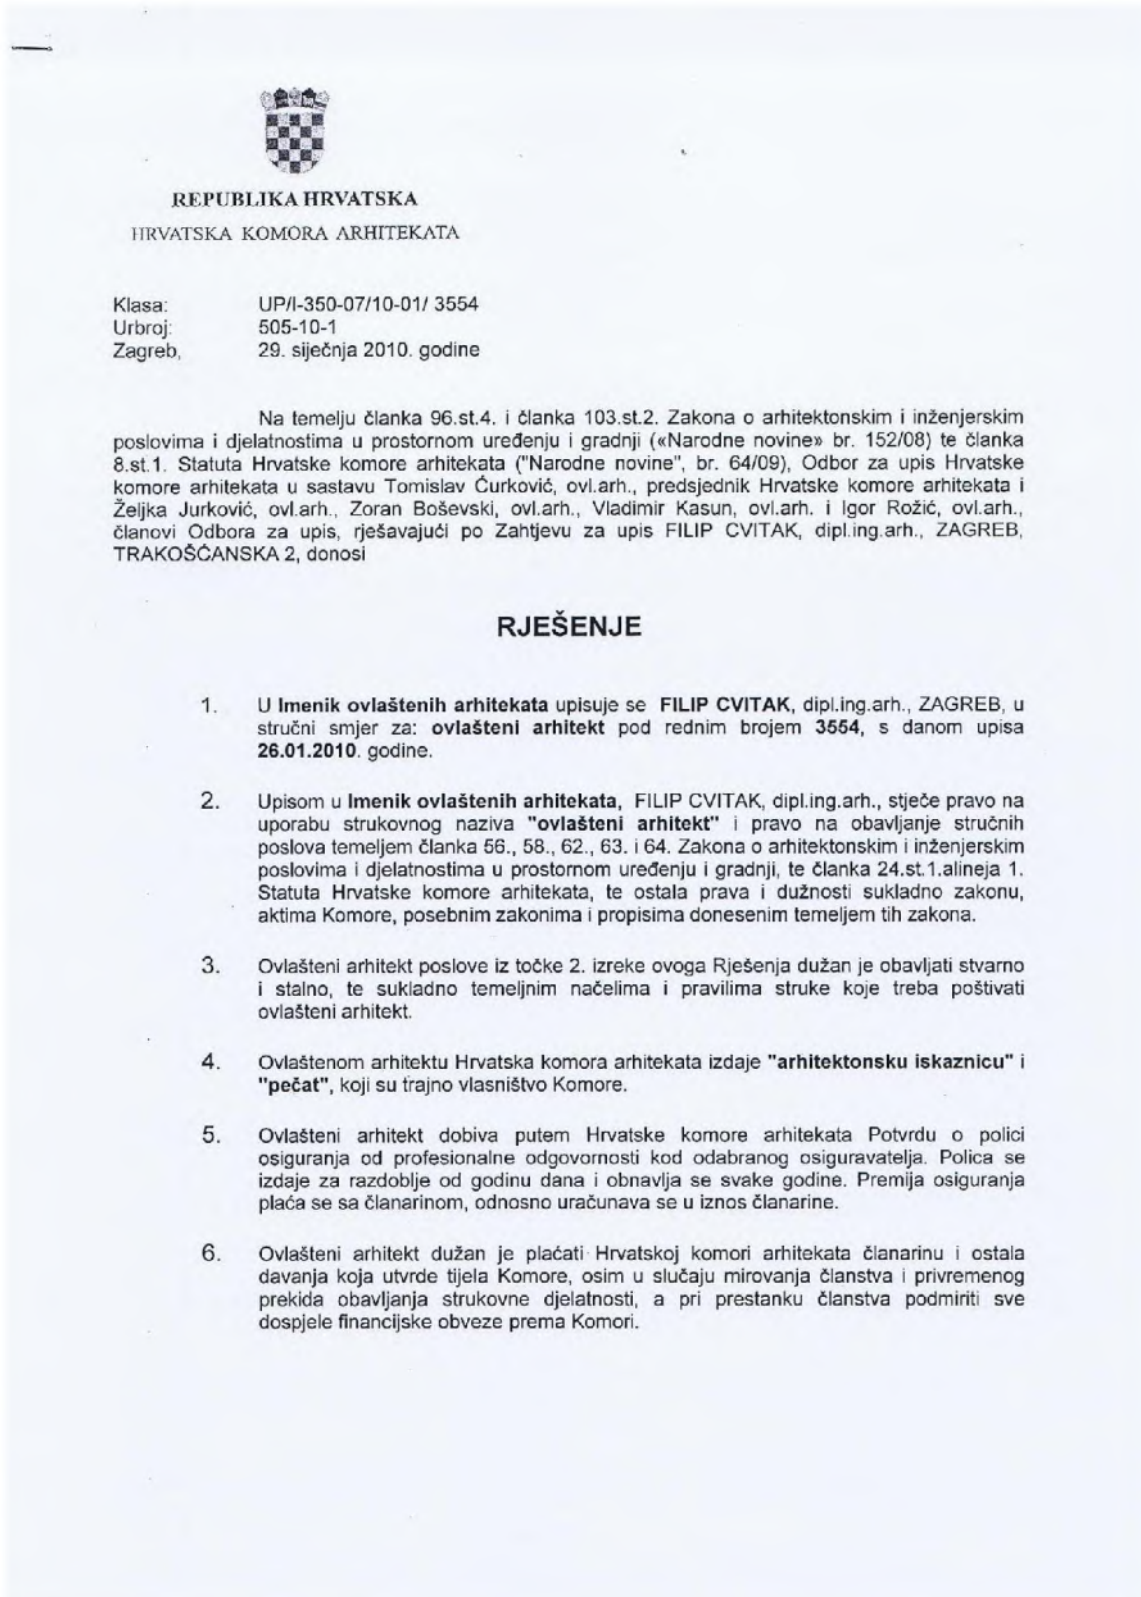 REPUBLIKA HRVATSKA
HRVATSKA KOMORA ARHITEKATA
Klasa: UP/I-350-07/10-01/ 3554
Urbroj: 505-10-1
Zagreb, 29. siječnja 2010. godine
Na temelju članka 96.st.4. i članka 103.st.2. Zakona o arhitektonskim i inženjerskim
poslovima i djelatnostima u prostornom uređenju i gradnji («Narodne novine» br. 152/08) te članka
8.st.1. Statuta Hrvatske komore arhitekata ("Narodne novine", br. 64/09), Odbor za upis Hrvatske
komore arhitekata u sastavu Tomislav Ćurković, ovl.arh., predsjednik Hrvatske komore arhitekata i
Željka Jurković, ovl.arh., Zoran Boševski, ovl.arh., Vladimir Kasun, ovl.arh. i Igor Rožić, ovl.arh.,
članovi Odbora za upis, rješavajući po Zahtjevu za upis FILIP CVITAK, dipl.ing.arh., ZAGREB,
TRAKOŠĆANSKA 2, donosi
RJEŠENJE
1. U Imenik ovlaštenih arhitekata upisuje se FILIP CVITAK, dipl.ing.arh., ZAGREB, u
stručni smjer za: ovlašteni arhitekt pod rednim brojem 3554, s danom upisa
26.01.2010. godine.
2. Upisom u Imenik ovlaštenih arhitekata, FILIP CVITAK, dipl.ing.arh., stječe pravo na
uporabu strukovnog naziva "ovlašteni arhitekt" i pravo na obavljanje stručnih
poslova temeljem članka 56., 58., 62., 63. i 64. Zakona o arhitektonskim i inženjerskim
poslovima i djelatnostima u prostornom uređenju i gradnji, te članka 24.st.1.alineja 1.
Statuta Hrvatske komore arhitekata, te ostala prava i dužnosti sukladno zakonu,
aktima Komore, posebnim zakonima i propisima donesenim temeljem tih zakona.
3. Ovlašteni arhitekt poslove iz točke 2. izreke ovoga Rješenja dužan je obavljati stvarno
i stalno, te sukladno temeljnim načelima i pravilima struke koje treba poštivati
ovlašteni arhitekt.
4. Ovlaštenom arhitektu Hrvatska komora arhitekata izdaje "arhitektonsku iskaznicu" i
"pečat", koji su trajno vlasništvo Komore.
5. Ovlašteni arhitekt dobiva putem Hrvatske komore arhitekata Potvrdu o polici
osiguranja od profesionalne odgovornosti kod odabranog osiguravatelja. Polica se
izdaje za razdoblje od godinu dana i obnavlja se svake godine. Premija osiguranja
plaća se sa članarinom, odnosno uračunava se u iznos članarine.
6. Ovlašteni arhitekt dužan je plaćati Hrvatskoj komori arhitekata članarinu i ostala
davanja koja utvrde tijela Komore, osim u slučaju mirovanja članstva i privremenog
prekida obavljanja strukovne djelatnosti, a pri prestanku članstva podmiriti sve
dospjele financijske obveze prema Komori.